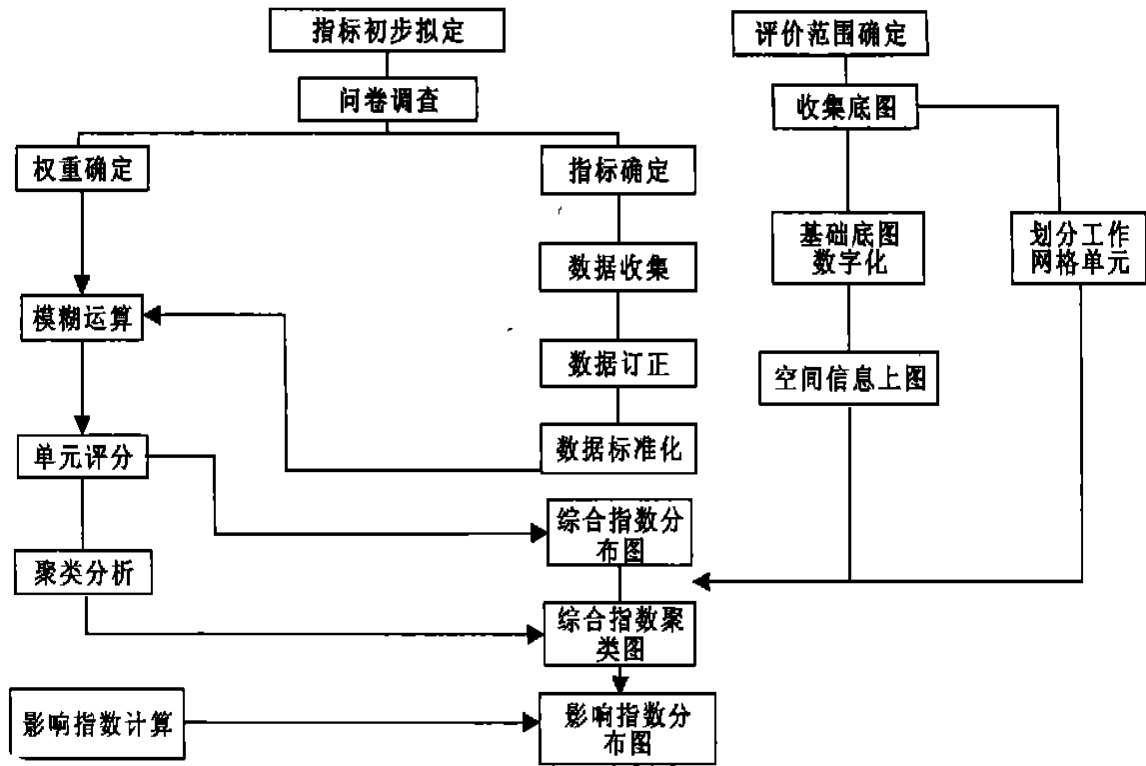 指标初步拟定
评价范围确定
问卷调查
收集底图
权重确定
指标确定
基础底图
数字化
划分工作
网格单元
数据收集
模糊运算
数据订正
空间信息上图
单元评分
数据标准化
综合指数分
布图
聚类分析
综合指数聚
类图
影响指数计算
影响指数分
布图